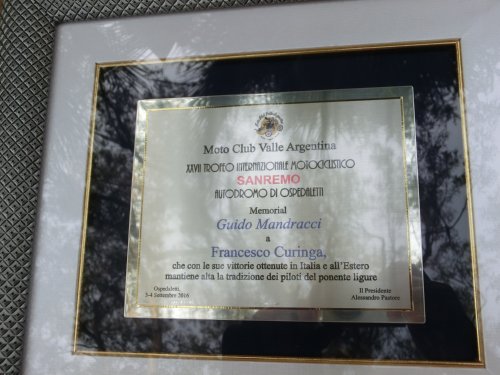 Moto Club Valle Argentina
XXVII TROFEO INTERNAZIONALE MOTOCICLISTICO
SANREMO
AUTODROMO DI OSPEDALETTI
Memorial
Guido Mandracci
a
Francesco Curinga,
che con le sue vittorie ottenute in Italia e all'Estero
mantiene alta la tradizione dei piloti del ponente ligure
Ospedaletti,
3-4 Settembre 2016
Il Presidente
Alessandro Pastore